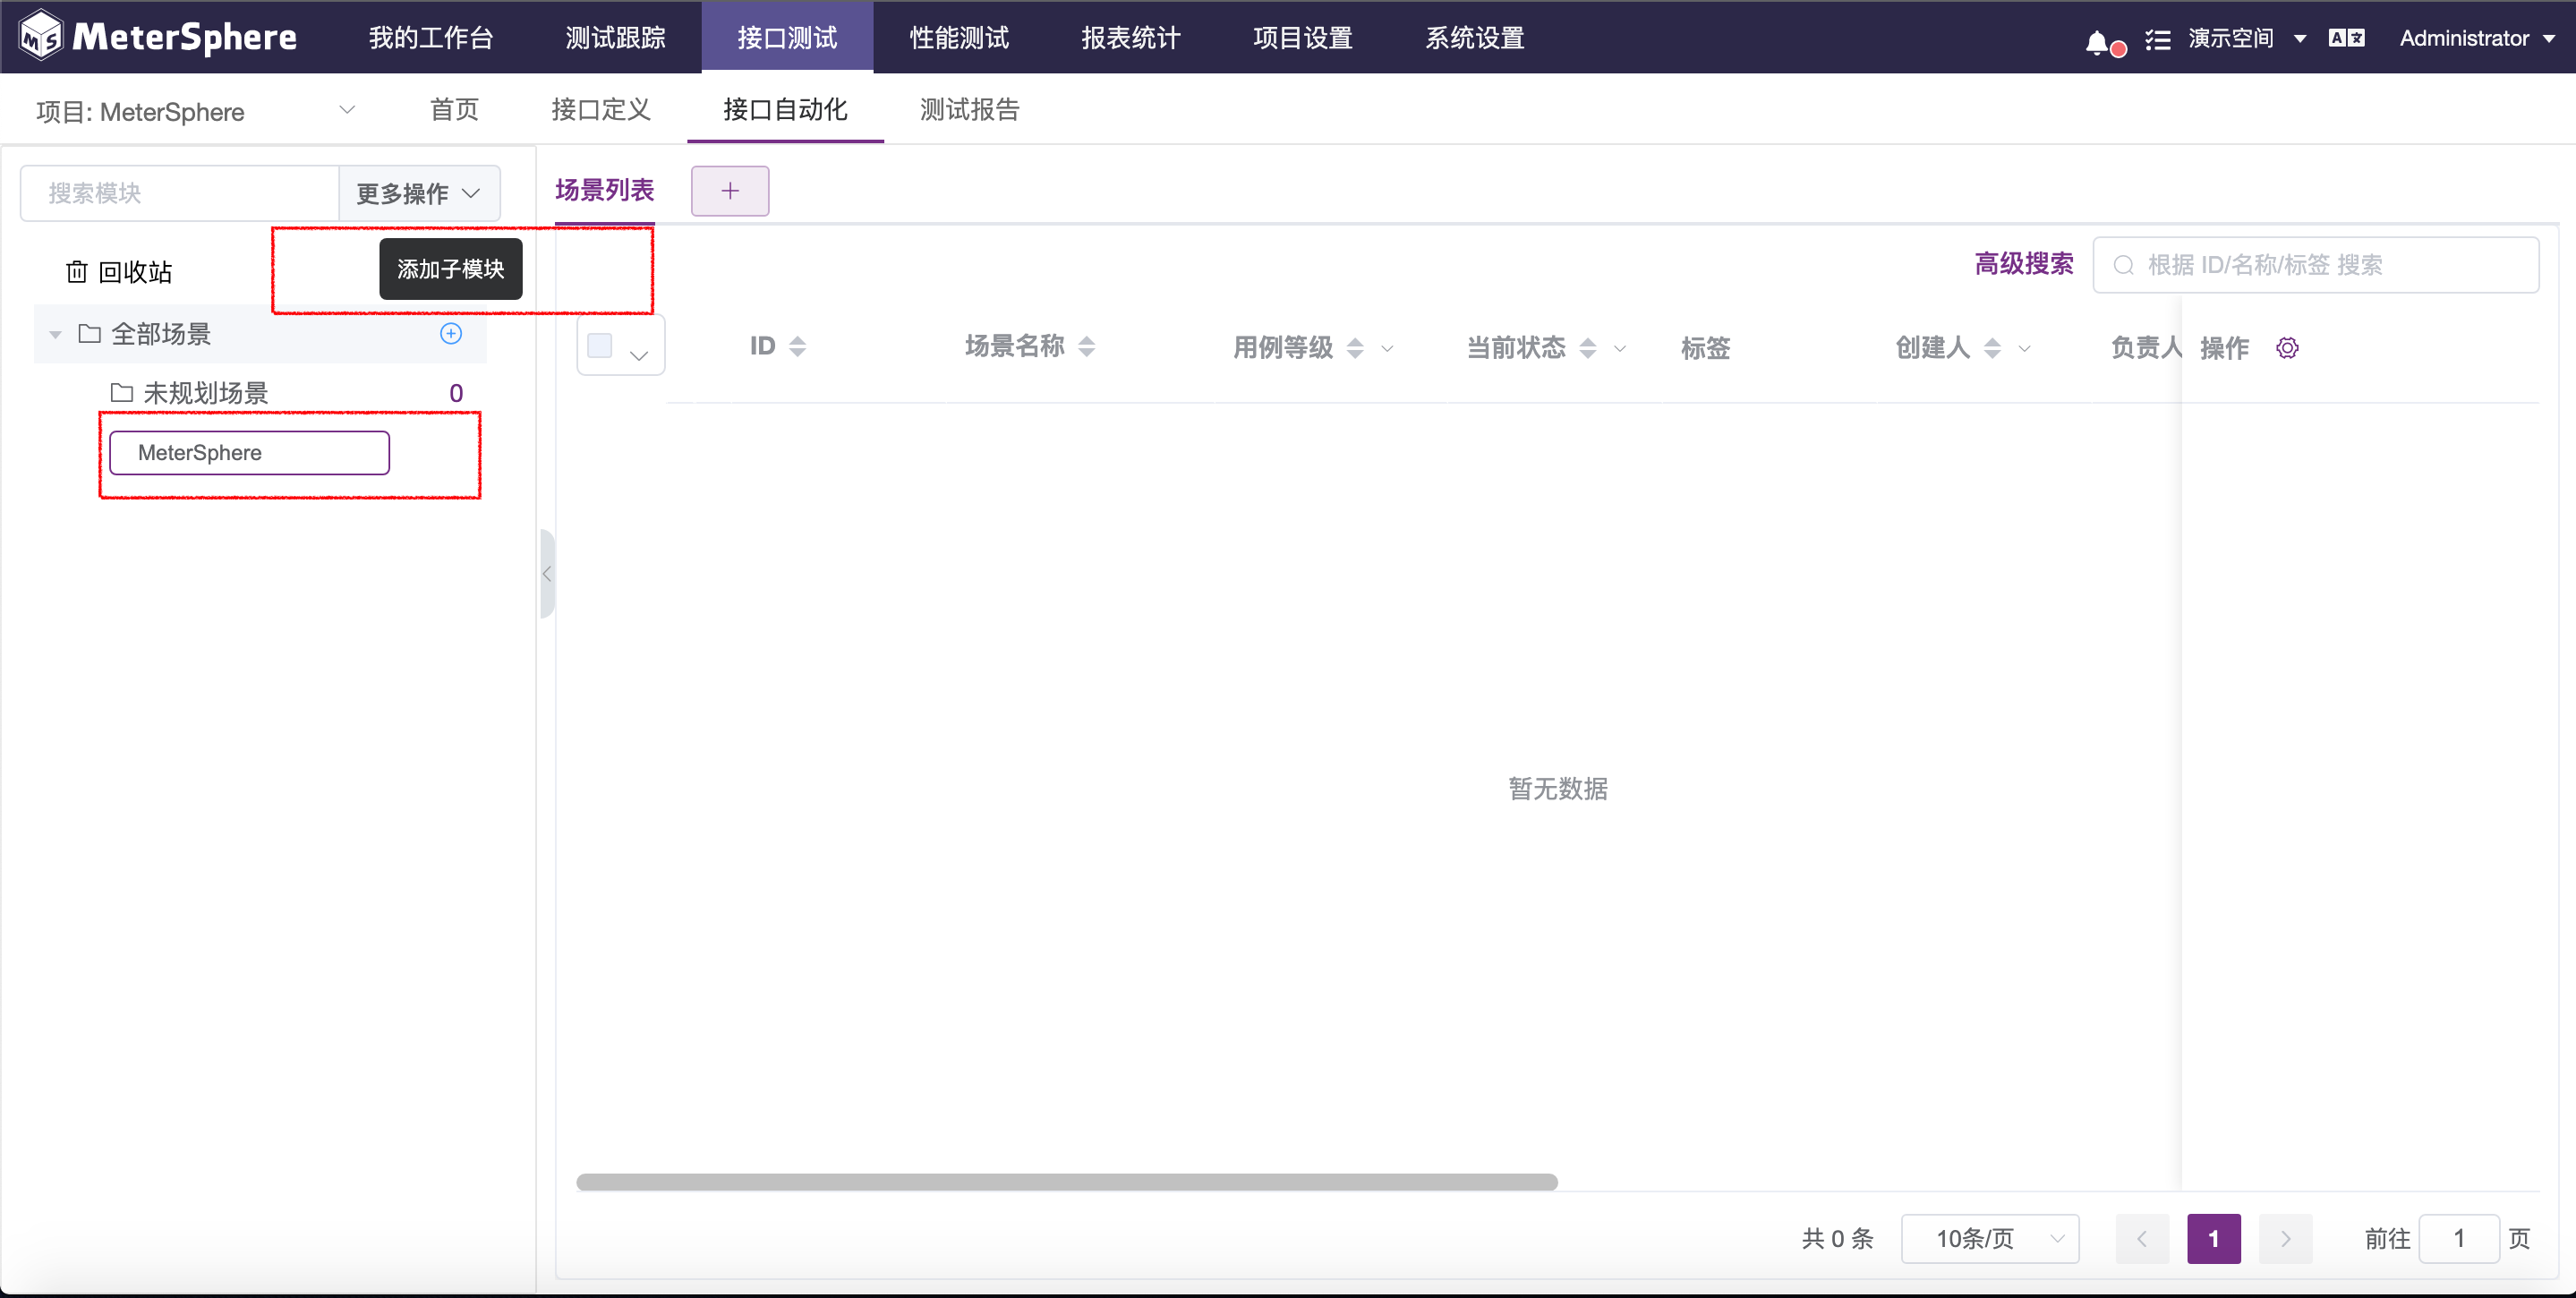 MeterSphere 我的工作台 测试跟踪 接口测试 性能测试 报表统计 项目设置 系统设置 演示空间 Administrator
项目: MeterSphere 首页 接口定义 接口自动化 测试报告
搜索模块 更多操作
场景列表 +
回收站
添加子模块
高级搜索 根据 ID/名称/标签 搜索
全部场景
ID 场景名称 用例等级 当前状态 标签 创建人 负责人 操作
未规划场景 0
MeterSphere
暂无数据
共 0 条 10条/页 1 前往 1 页